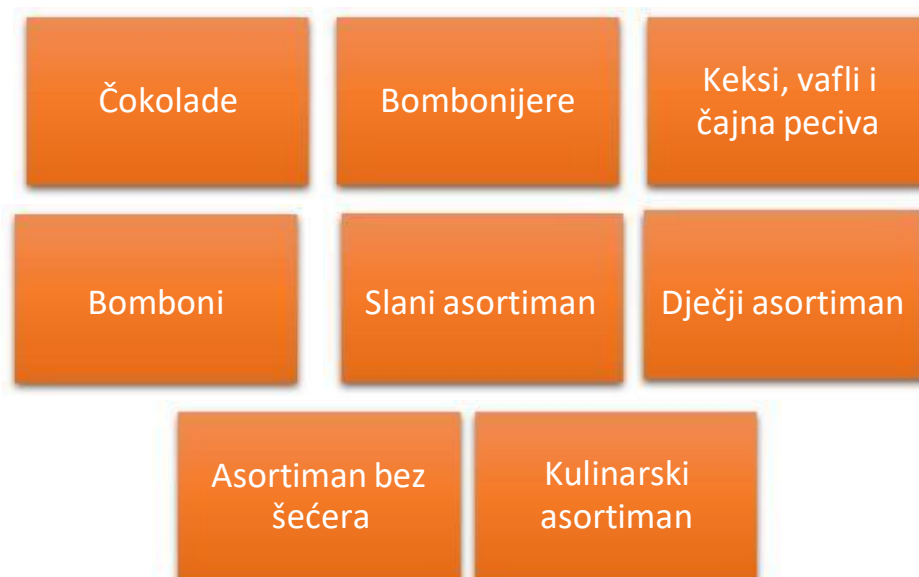 Čokolade
Bombonijere
Keksi, vafli i
čajna peciva
Bomboni
Slani asortiman
Dječji asortiman
Asortiman bez
šećera
Kulinarski
asortiman